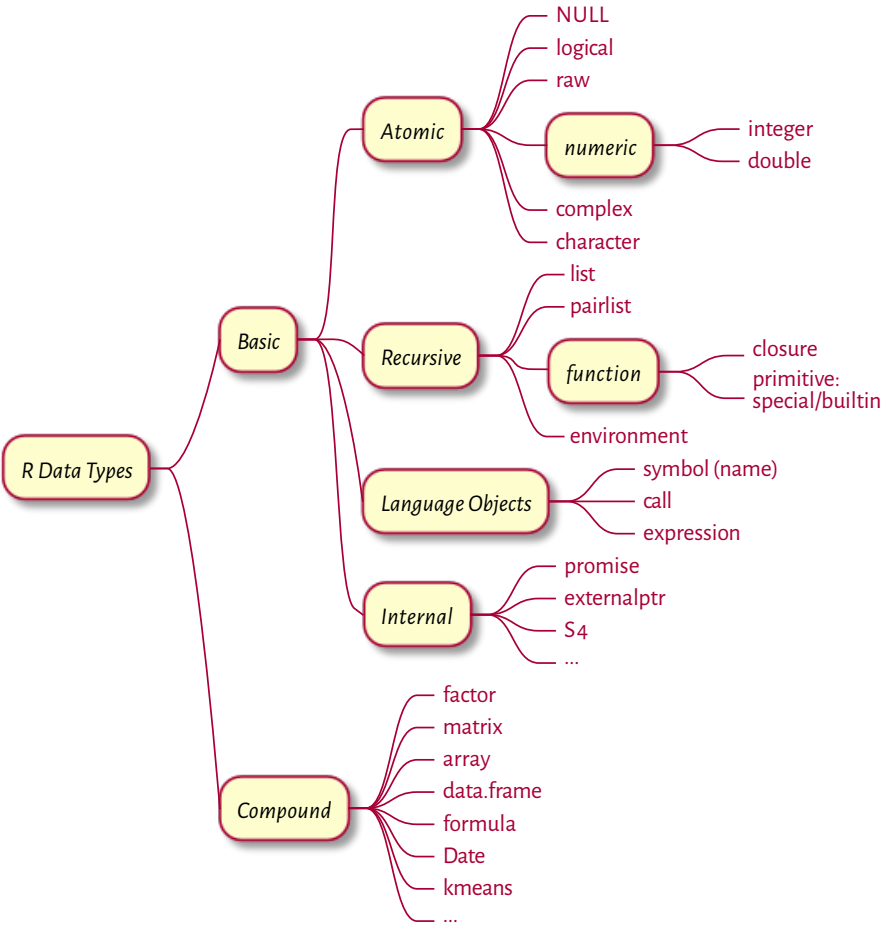 NULL
logical
raw
Atomic
numeric
integer
double
complex
character
list
pairlist
Basic
Recursive
function
closure
primitive:
special/builtin
environment
R Data Types
symbol (name)
Language Objects
call
expression
promise
externalptr
Internal
S4
...
factor
matrix
array
data.frame
Compound
formula
Date
kmeans
...